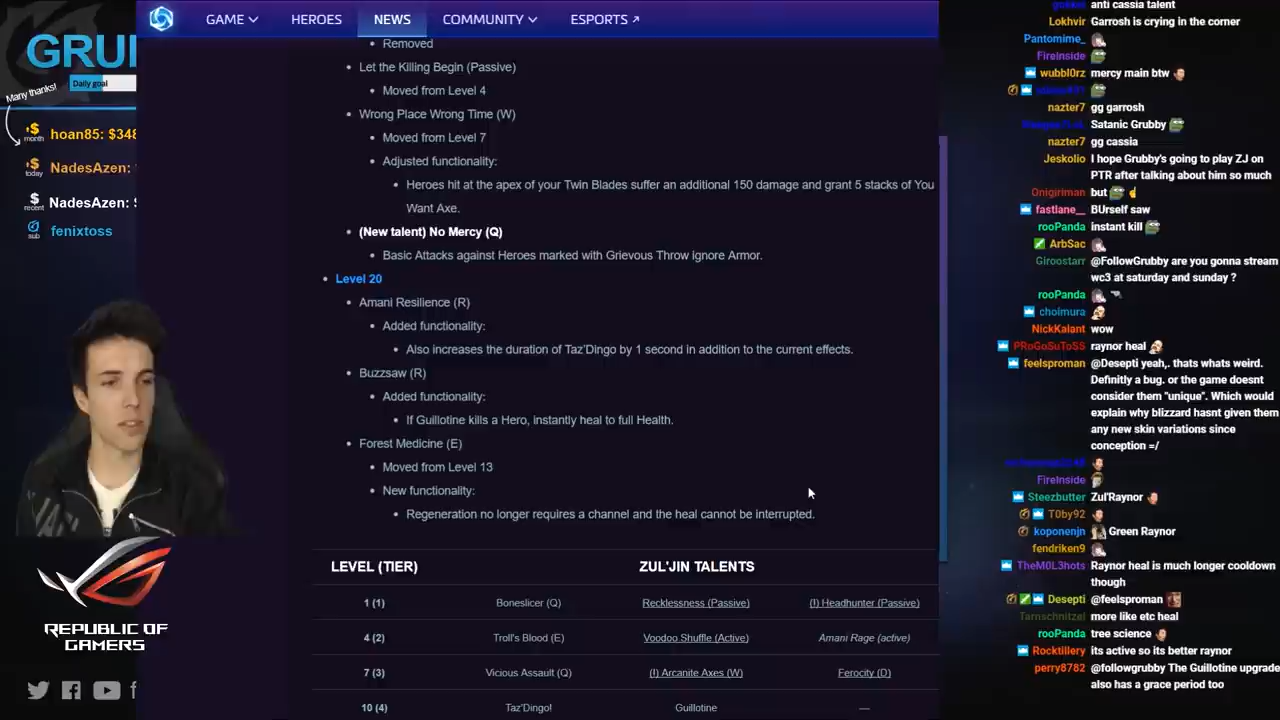 GRU
Daily goal
Many thanks!
month
hoan85: $348
today
NadesAzen:
recent
NadesAzen:
sub
fenixtoss
REPUBLIC OF
GAMERS
GAME
HEROES
NEWS
COMMUNITY
ESPORTS
Removed
Let the Killing Begin (Passive)
Moved from Level 4
Wrong Place Wrong Time (W)
Moved from Level 7
Adjusted functionality:
Heroes hit at the apex of your Twin Blades suffer an additional 150 damage and grant 5 stacks of You
Want Axe.
(New talent) No Mercy (Q)
Basic Attacks against Heroes marked with Grievous Throw Ignore Armor.
Level 20
Amani Resilience (R)
Added functionality:
Also increases the duration of Taz'Dingo by 1 second in addition to the current effects.
Buzzsaw (R)
Added functionality:
If Guillotine kills a Hero, instantly heal to full Health.
Forest Medicine (E)
Moved from Level 13
New functionality:
Regeneration no longer requires a channel and the heal cannot be interrupted.
LEVEL (TIER) ZUL'JIN TALENTS
1 (1) Boneslicer (Q) Recklessness (Passive) (!) Headhunter (Passive)
4 (2) Troll's Blood (E) Voodoo Shuffle (Active) Amani Rage (active)
7 (3) Vicious Assault (Q) (!) Arcanite Axes (W) Ferocity (D)
10 (4) Taz'Dingo! Guillotine —
anti cassia talent
Lokhvir Garrosh is crying in the corner
Pantomime_
FireInside
wubbl0rz mercy main btw
nazter7 gg garrosh
Satanic Grubby
nazter7 gg cassia
Jeskolio I hope Grubby's going to play ZJ on
PTR after talking about him so much
Onigiriman but
fastlane__ BUrself saw
rooPanda instant kill
ArbSac
Giroostarr @FollowGrubby are you gonna stream
wc3 at saturday and sunday ?
rooPanda
choimura
NickKalant wow
PRoGoSuToSS raynor heal
feelsproman @Desepti yeah,. thats whats weird.
Definitly a bug. or the game doesnt
consider them "unique". Which would
explain why blizzard hasnt given them
any new skin variations since
conception =/
FireInside
Steezbutter Zul'Raynor
T0by92
koponenjn Green Raynor
fendriken9
TheM0L3hots Raynor heal is much longer cooldown
though
Desepti @feelsproman
Tarnschnitzel more like etc heal
rooPanda tree science
Rocktillery its active so its better raynor
perry8782 @followgrubby The Guillotine upgrade
also has a grace period too